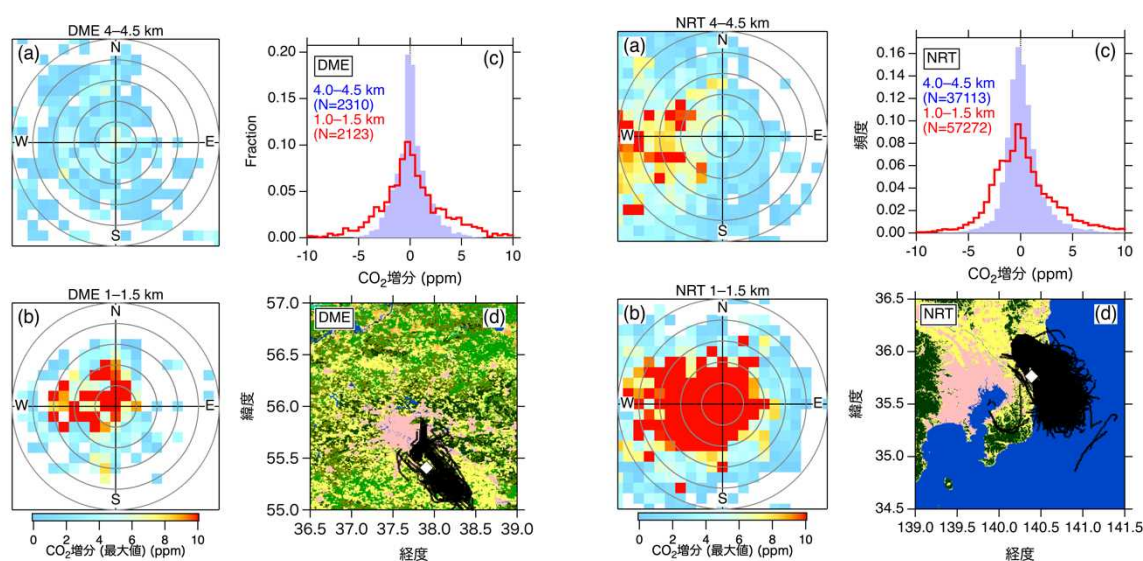 DME 4–4.5 km
(a)
N
W
E
S
0.20
0.15
0.10
0.05
0.00
Fraction
DME
(c)
4.0–4.5 km
(N=2310)
1.0–1.5 km
(N=2123)
-10
-5
0
5
10
CO2増分 (ppm)
DME 1–1.5 km
(b)
N
W
E
S
0
2
4
6
8
10
CO2増分 (最大値) (ppm)
57.0
56.5
56.0
55.5
55.0
緯度
DME
(d)
36.5
37.0
37.5
38.0
38.5
39.0
経度
NRT 4–4.5 km
(a)
N
W
E
S
0.16
0.14
0.12
0.10
0.08
0.06
0.04
0.02
0.00
頻度
NRT
(c)
4.0–4.5 km
(N=37113)
1.0–1.5 km
(N=57272)
-10
-5
0
5
10
CO2増分 (ppm)
NRT 1–1.5 km
(b)
N
W
E
S
0
2
4
6
8
10
CO2増分 (最大値) (ppm)
36.5
36.0
35.5
35.0
34.5
緯度
NRT
(d)
139.0
139.5
140.0
140.5
141.0
141.5
経度